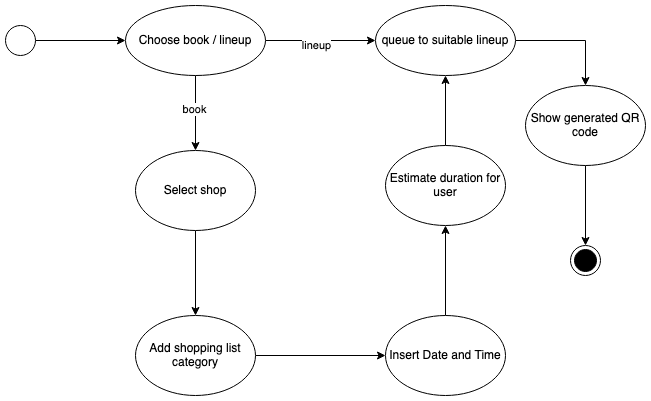 Choose book / lineup
lineup
queue to suitable lineup
book
Show generated QR
code
Select shop
Estimate duration for
user
Add shopping list
category
Insert Date and Time